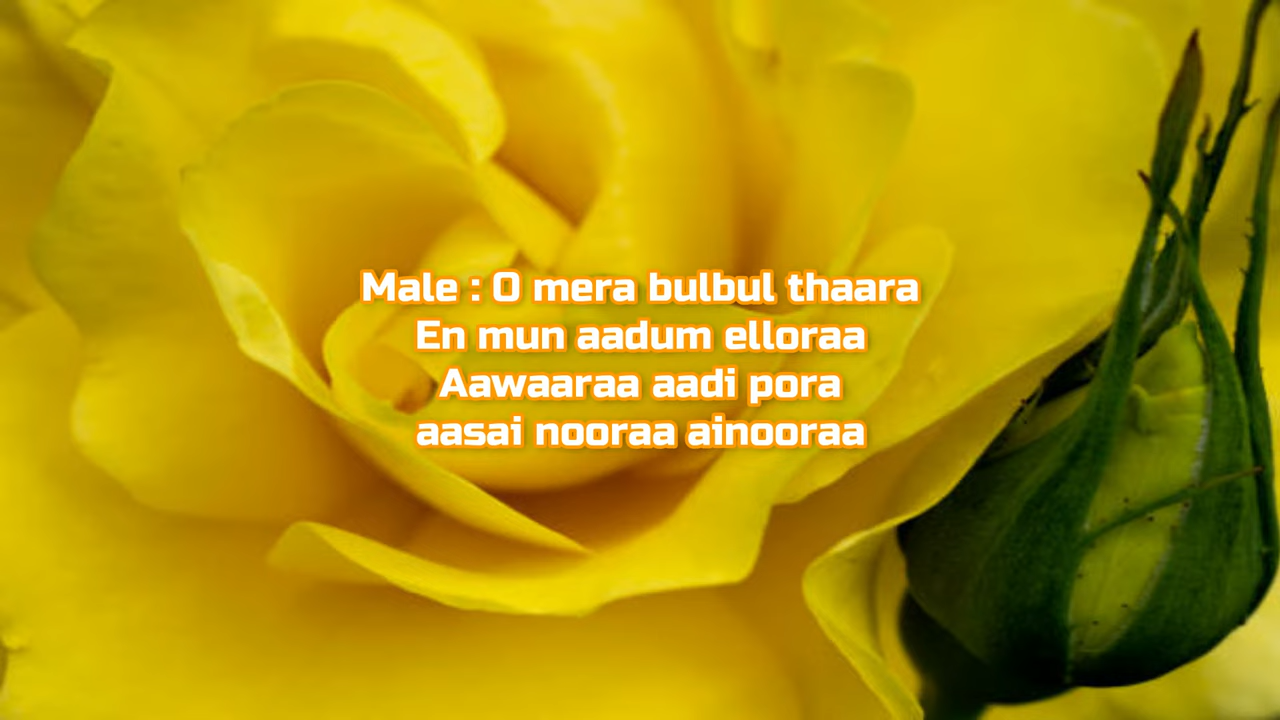 Male : O mera bulbul thaara
En mun aadum elloraa
Aawaaraa aadi pora
aasai nooraa ainooraa